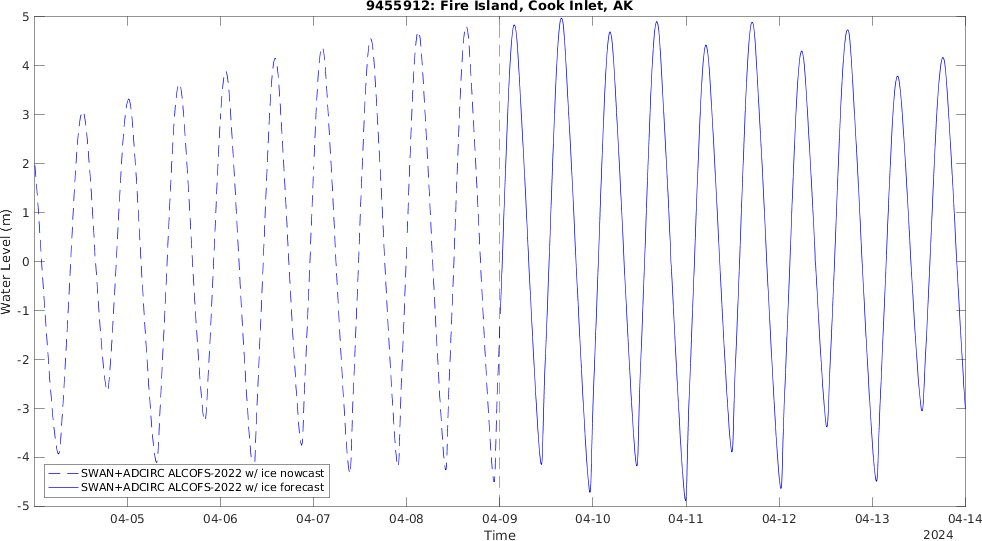 9455912: Fire Island, Cook Inlet, AK
5
4
3
2
1
0
-1
-2
-3
-4
-5
Water Level (m)
SWAN+ADCIRC ALCOFS-2022 w/ ice nowcast
SWAN+ADCIRC ALCOFS-2022 w/ ice forecast
04-05 04-06 04-07 04-08 04-09 04-10 04-11 04-12 04-13 04-14
Time
2024